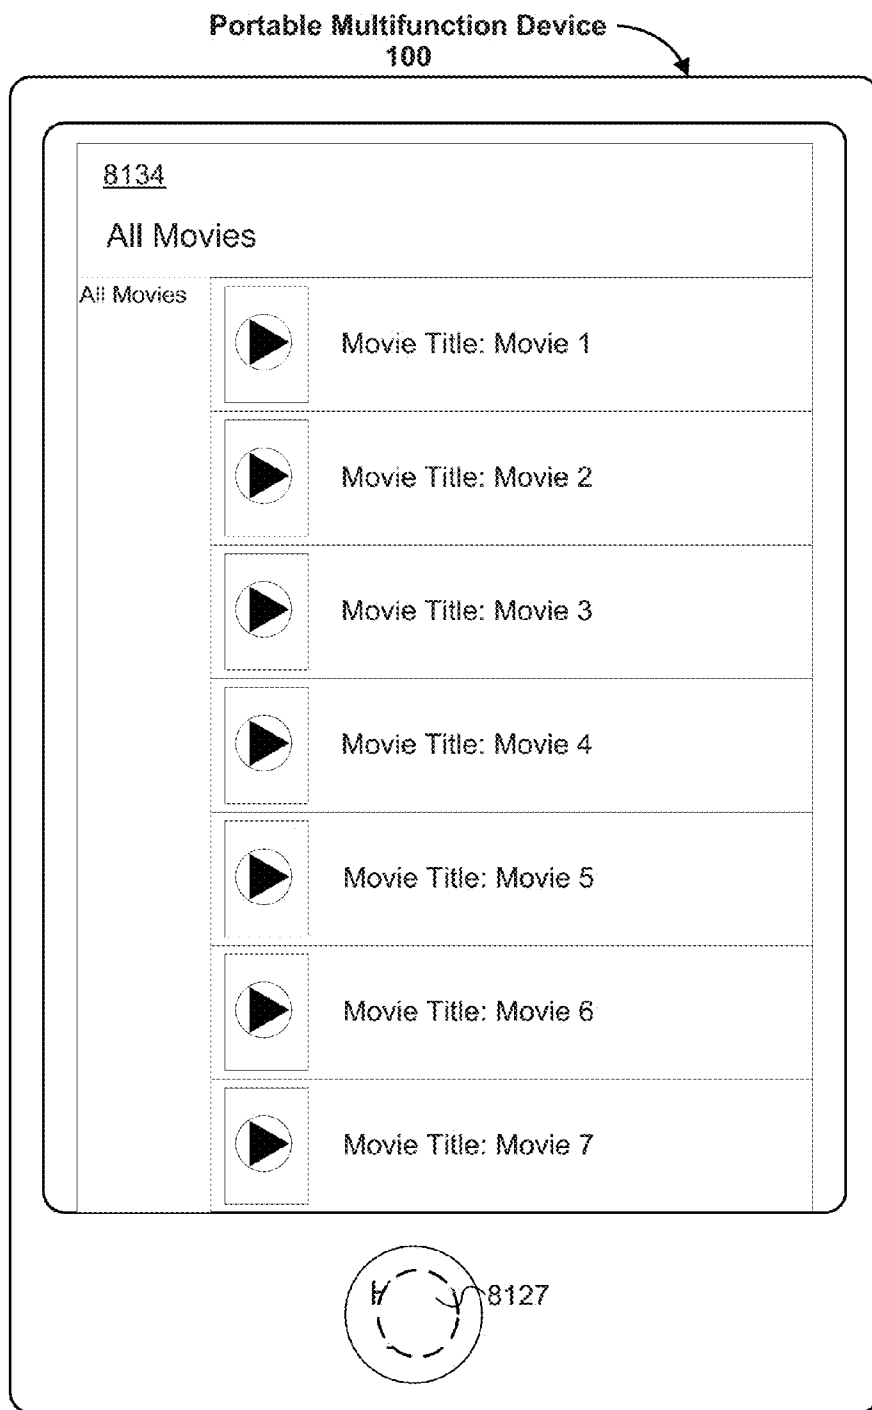 Portable Multifunction Device
100
8134
All Movies
All Movies
Movie Title: Movie 1
Movie Title: Movie 2
Movie Title: Movie 3
Movie Title: Movie 4
Movie Title: Movie 5
Movie Title: Movie 6
Movie Title: Movie 7
8127